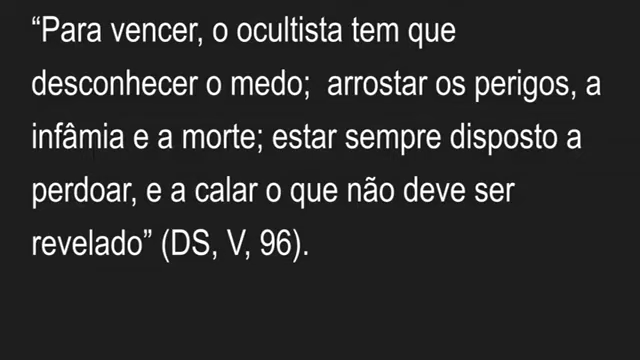 “Para vencer, o ocultista tem que
desconhecer o medo;  arrostar os perigos, a
infâmia e a morte; estar sempre disposto a
perdoar, e a calar o que não deve ser
revelado” (DS, V, 96).